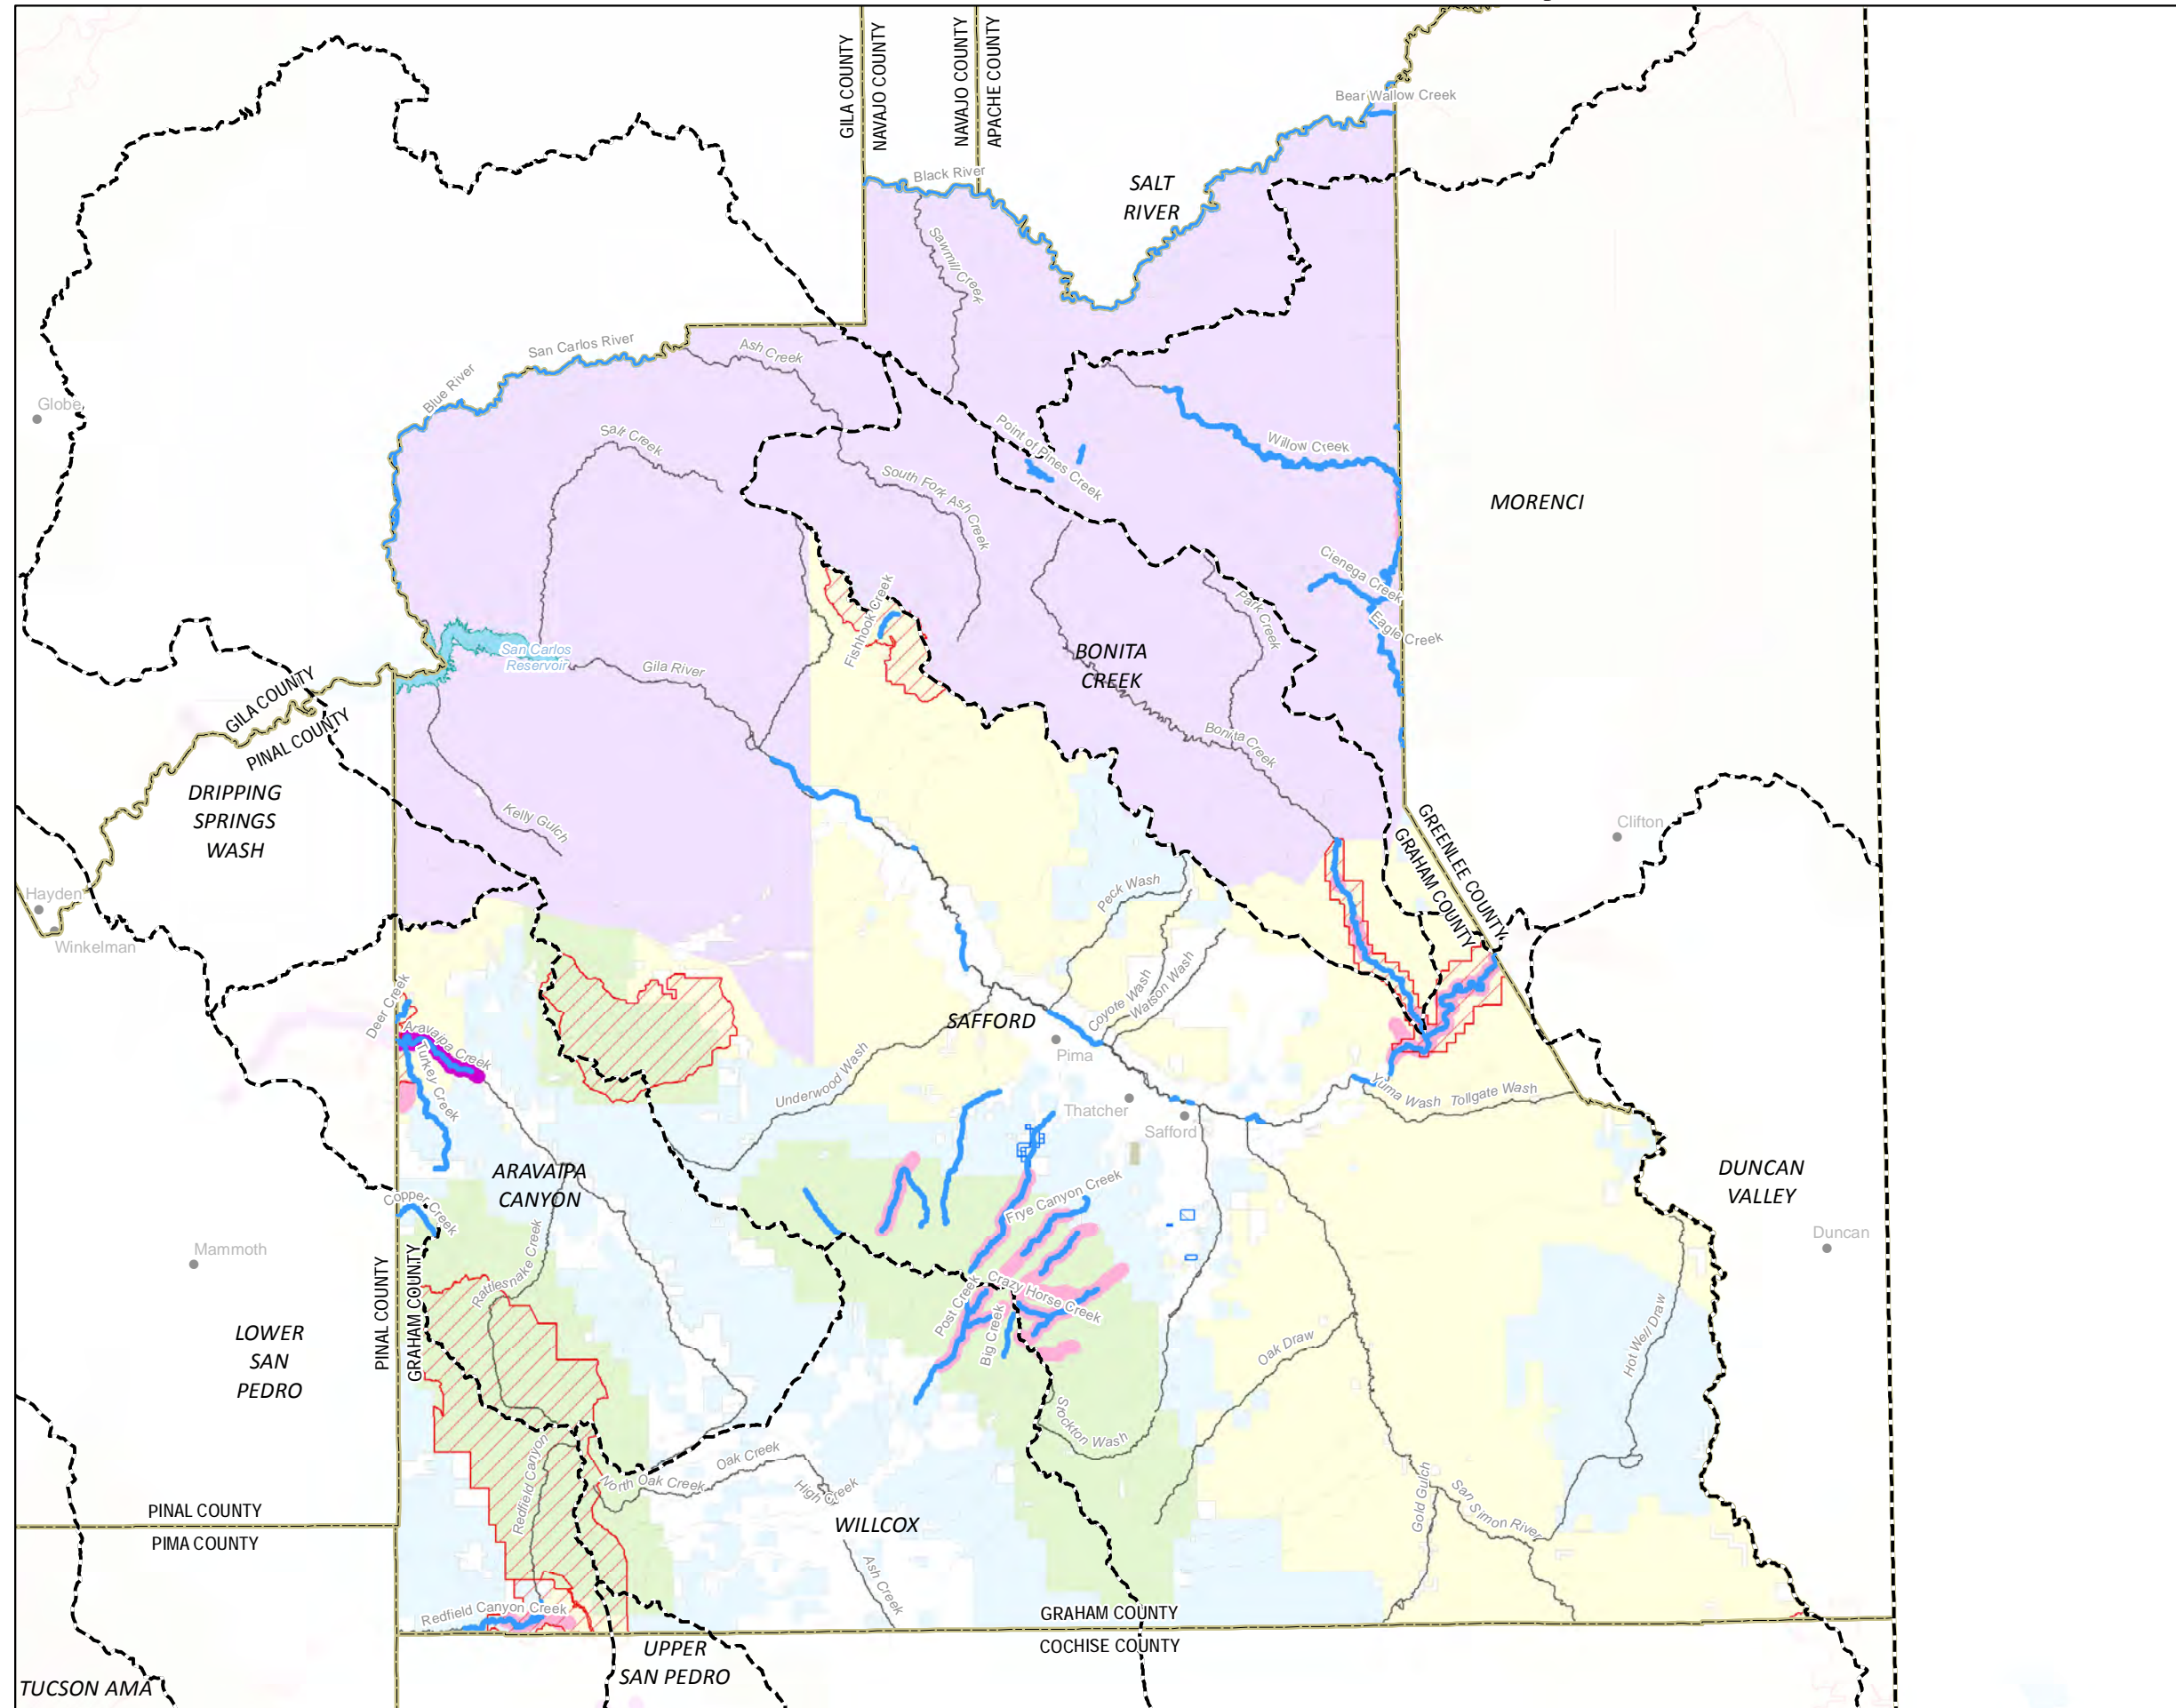 GILA COUNTY
NAVAJO COUNTY
NAVAJO COUNTY
APACHE COUNTY
Bear Wallow Creek
Black River
SALT
RIVER
Sawmill Creek
San Carlos River
Ash Creek
Blue River
Globe
Salt Creek
Point of Pines Creek
Willow Creek
South Fork Ash Creek
MORENCI
Cienega Creek
Fishhook Creek
Park Creek
Eagle Creek
San Carlos
Reservoir
Gila River
BONITA
CREEK
GILA COUNTY
PINAL COUNTY
Bonita Creek
DRIPPING
SPRINGS
WASH
Kelly Gulch
GREENLEE COUNTY
GRAHAM COUNTY
Clifton
Hayden
Winkelman
Peck Wash
Deer Creek
Coyote Wash
Watson Wash
SAFFORD
Aravaipa Creek
Turkey Creek
Pima
Underwood Wash
Thatcher
Safford
Yuma Wash
Tollgate Wash
ARAVAIPA
CANYON
DUNCAN
VALLEY
Copper Creek
Frye Canyon Creek
Mammoth
Duncan
Rattlesnake Creek
PINAL COUNTY
GRAHAM COUNTY
Post Creek
Crazy Horse Creek
Big Creek
LOWER
SAN
PEDRO
Oak Draw
Hot Well Draw
Stockton Wash
Redfield Canyon
Oak Creek
North Oak Creek
High Creek
Gold Gulch
San Simon River
PINAL COUNTY
PIMA COUNTY
WILLCOX
Ash Creek
Redfield Canyon Creek
GRAHAM COUNTY
COCHISE COUNTY
UPPER
SAN PEDRO
TUCSON AMA